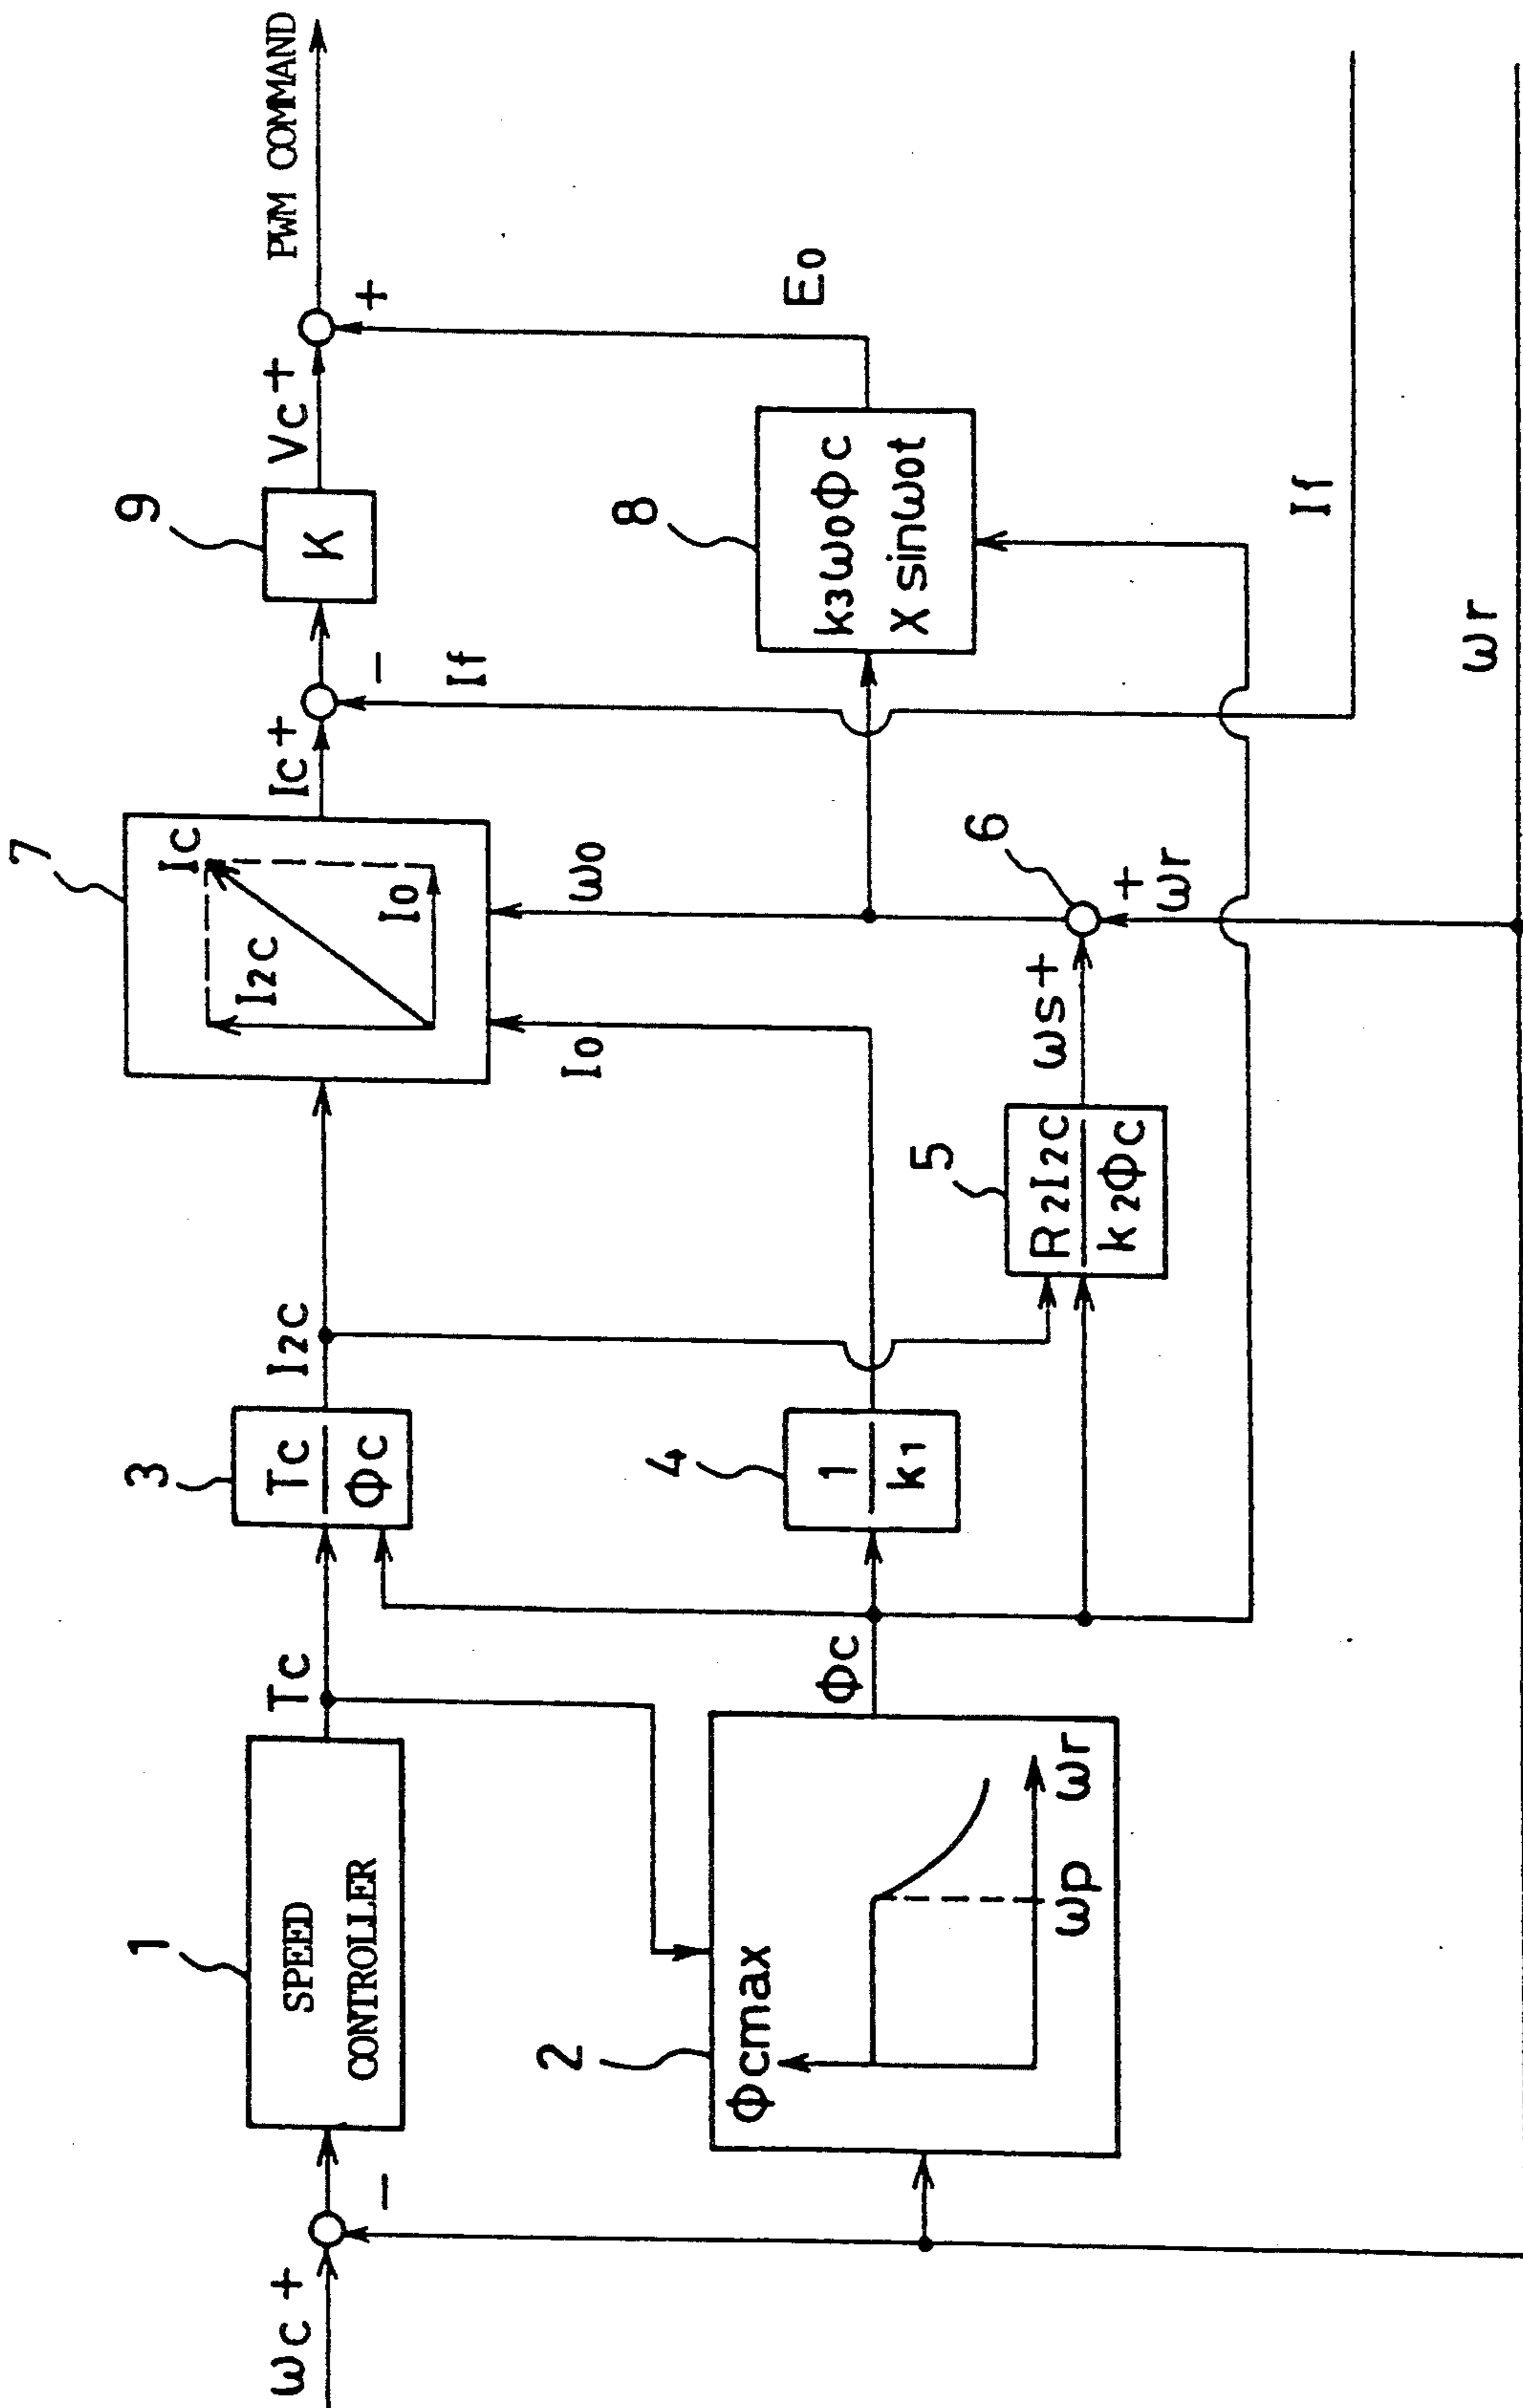 ωc +
−
1
SPEED
CONTROLLER
Tc
3
Tc
Φc
I2c
7
I2c
Ic
I0
Ic +
−
If
9
K
Vc +
+
PWM COMMAND
2
Φcmax
ωp
ωr
Φc
4
1
k1
I0
ω0
8
k3ω0Φc
X sinω0t
E0
5
R2I2c
k2Φc
ωs +
6
+
ωr
If
ωr